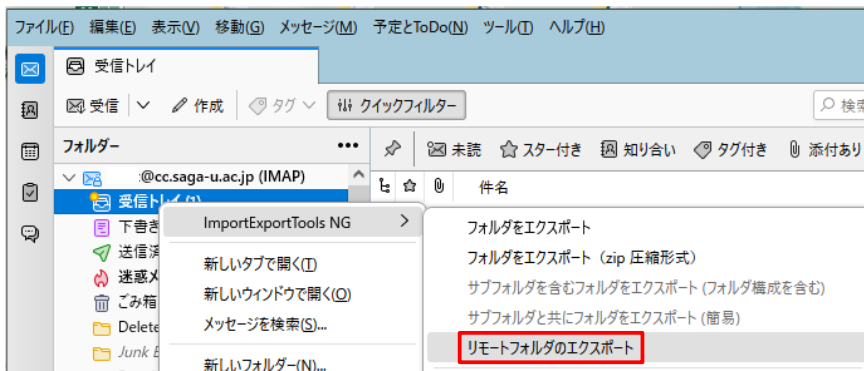 ファイル(F) 編集(E) 表示(V) 移動(G) メッセージ(M) 予定とToDo(N) ツール(T) ヘルプ(H)
受信トレイ
受信 作成 タグ クイックフィルター 検索
フォルダー ••• 未読 スター付き 知り合い タグ付き 添付あり
:@cc.saga-u.ac.jp (IMAP) 件名
受信トレイ (1)
ImportExportTools NG フォルダをエクスポート
下書き
送信済 新しいタブで開く(T) フォルダをエクスポート (zip 圧縮形式)
迷惑メ 新しいウィンドウで開く(O) サブフォルダを含むフォルダをエクスポート (フォルダ構成を含む)
ごみ箱
Delete メッセージを検索(S)... サブフォルダと共にフォルダをエクスポート (簡易)
Junk リモートフォルダのエクスポート
新しいフォルダー(N)...